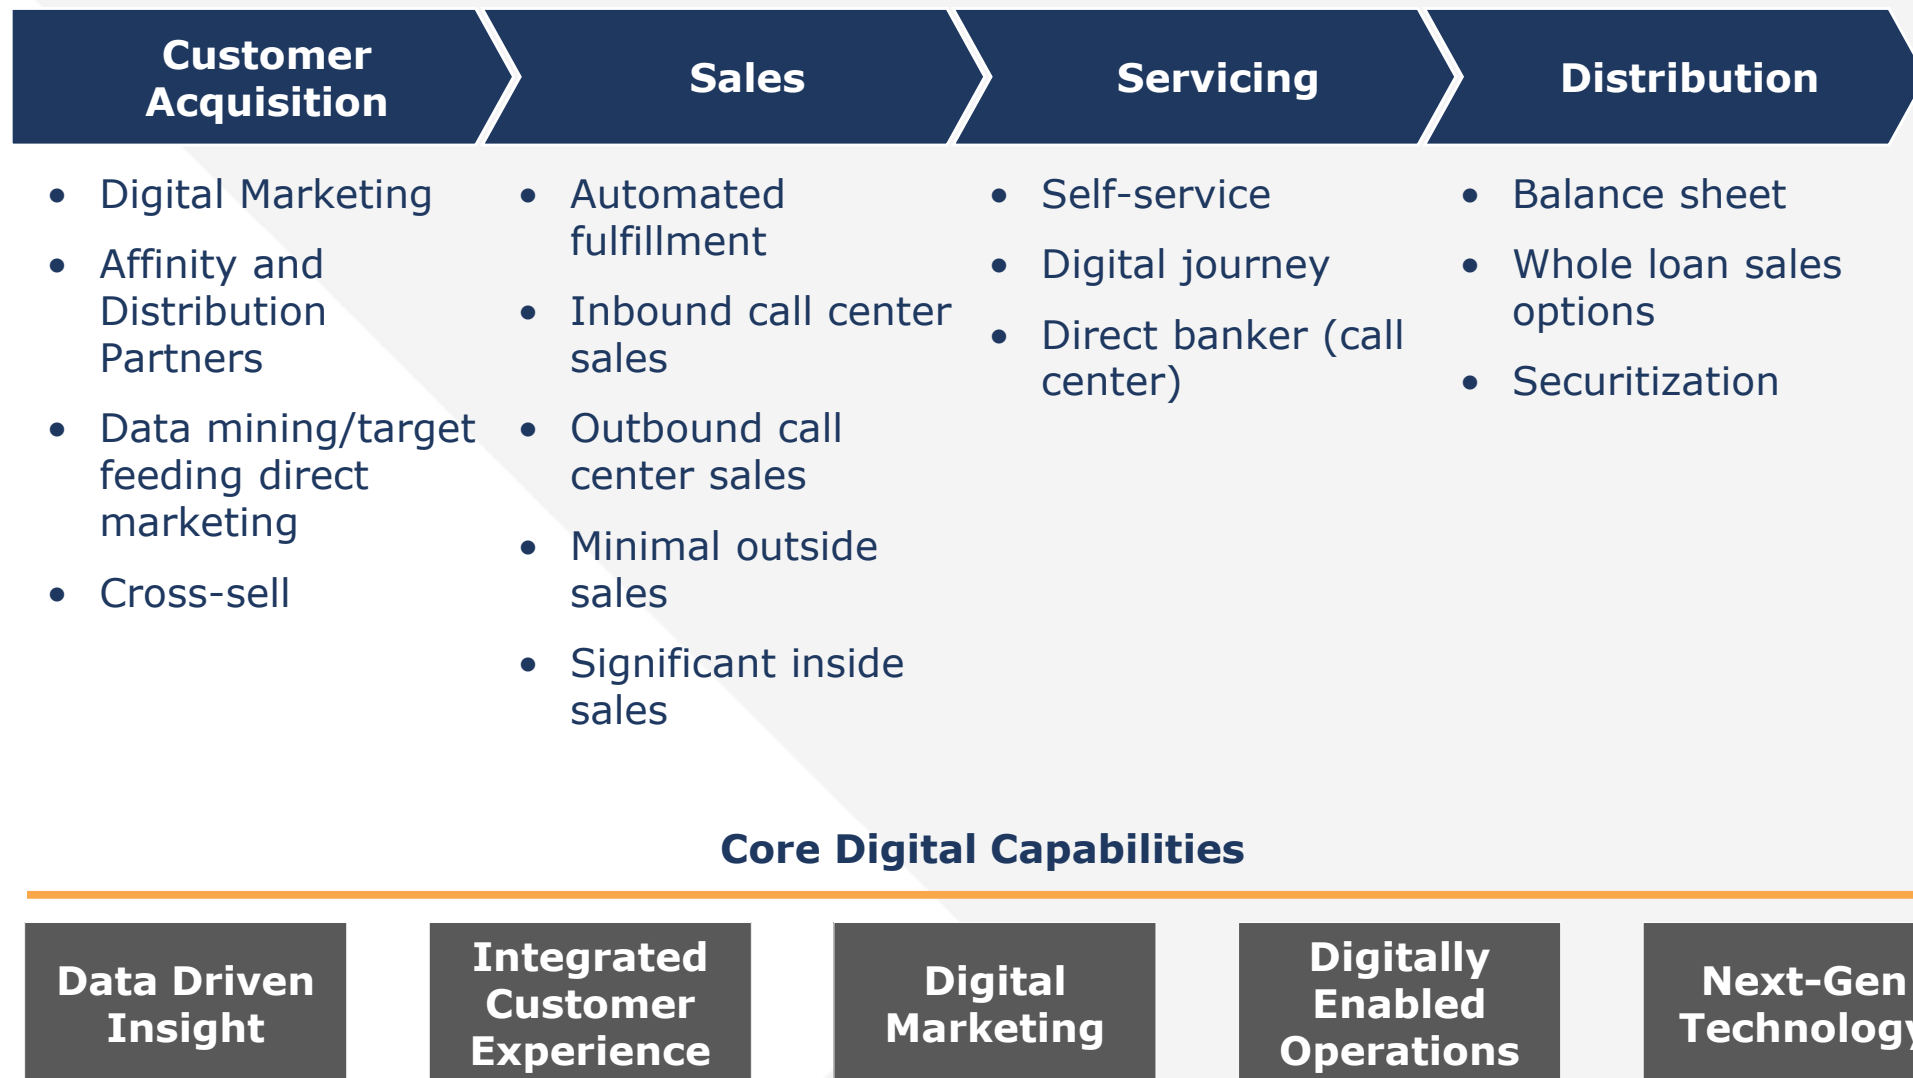 Customer
Acquisition
Sales
Servicing
Distribution
• Digital Marketing
• Affinity and
Distribution
Partners
• Data mining/target
feeding direct
marketing
• Cross-sell
• Automated
fulfillment
• Inbound call center
sales
• Outbound call
center sales
• Minimal outside
sales
• Significant inside
sales
• Self-service
• Digital journey
• Direct banker (call
center)
• Balance sheet
• Whole loan sales
options
• Securitization
Core Digital Capabilities
Data Driven
Insight
Integrated
Customer
Experience
Digital
Marketing
Digitally
Enabled
Operations
Next-Gen
Technology